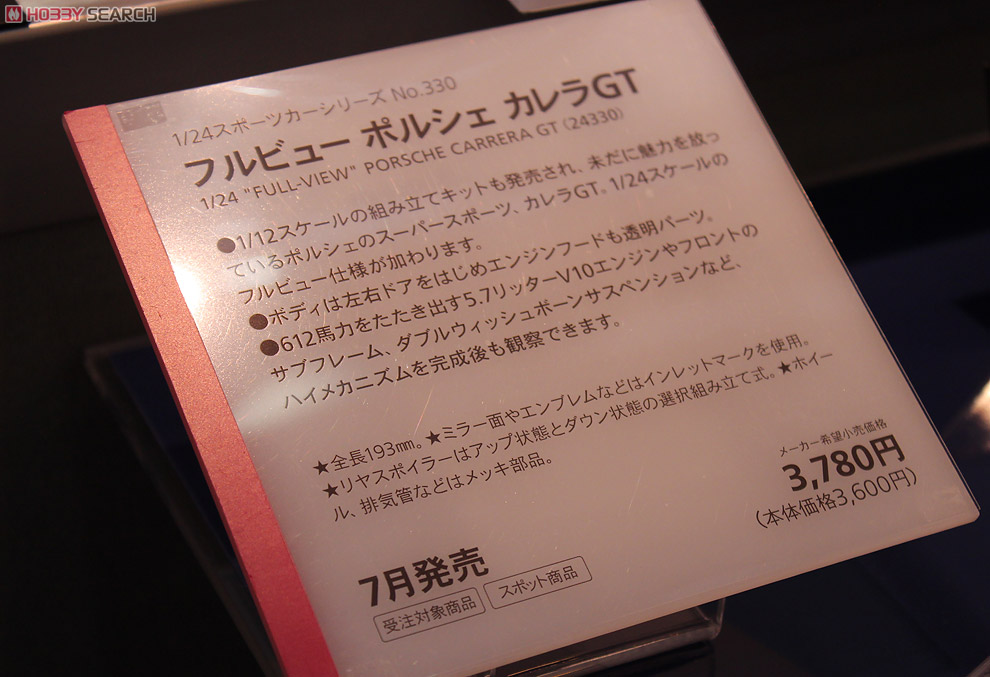 HOBBY SEARCH
1/24スポーツカーシリーズ No.330
フルビュー ポルシェ カレラGT
1/24 "FULL-VIEW" PORSCHE CARRERA GT (24330)
●1/12スケールの組み立てキットも発売され、未だに魅力を放っ
ているポルシェのスーパースポーツ、カレラGT。1/24スケールの
フルビュー仕様が加わります。
●ボディは左右ドアをはじめエンジンフードも透明パーツ。
●612馬力をたたき出す5.7リッターV10エンジンやフロントの
サブフレーム、ダブルウィッシュボーンサスペンションなど、
ハイメカニズムを完成後も観察できます。
★全長193㎜。★ミラー面やエンブレムなどはインレットマークを使用。
★リヤスポイラーはアップ状態とダウン状態の選択組み立て式。★ホイー
ル、排気管などはメッキ部品。
メーカー希望小売価格
3,780円
(本体価格3,600円)
7月発売
受注対象商品
スポット商品